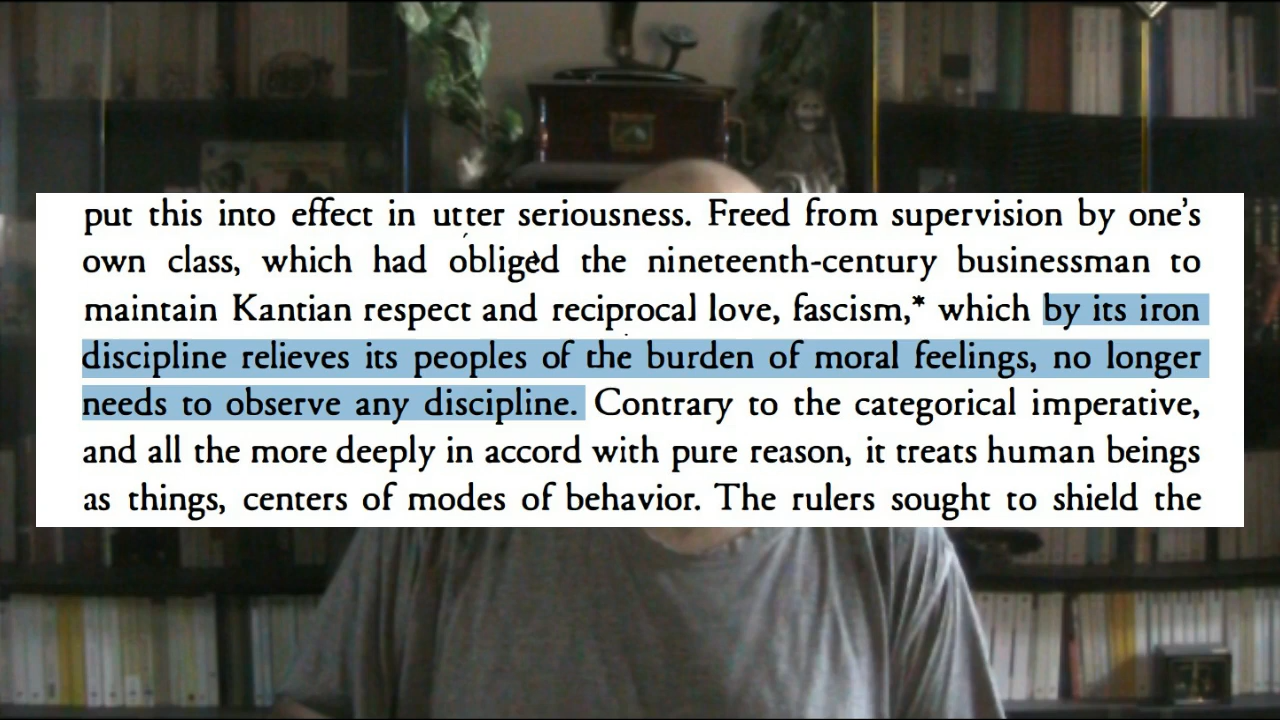 put this into effect in utter seriousness. Freed from supervision by one's
own class, which had obliged the nineteenth-century businessman to
maintain Kantian respect and reciprocal love, fascism,* which by its iron
discipline relieves its peoples of the burden of moral feelings, no longer
needs to observe any discipline. Contrary to the categorical imperative,
and all the more deeply in accord with pure reason, it treats human beings
as things, centers of modes of behavior. The rulers sought to shield the